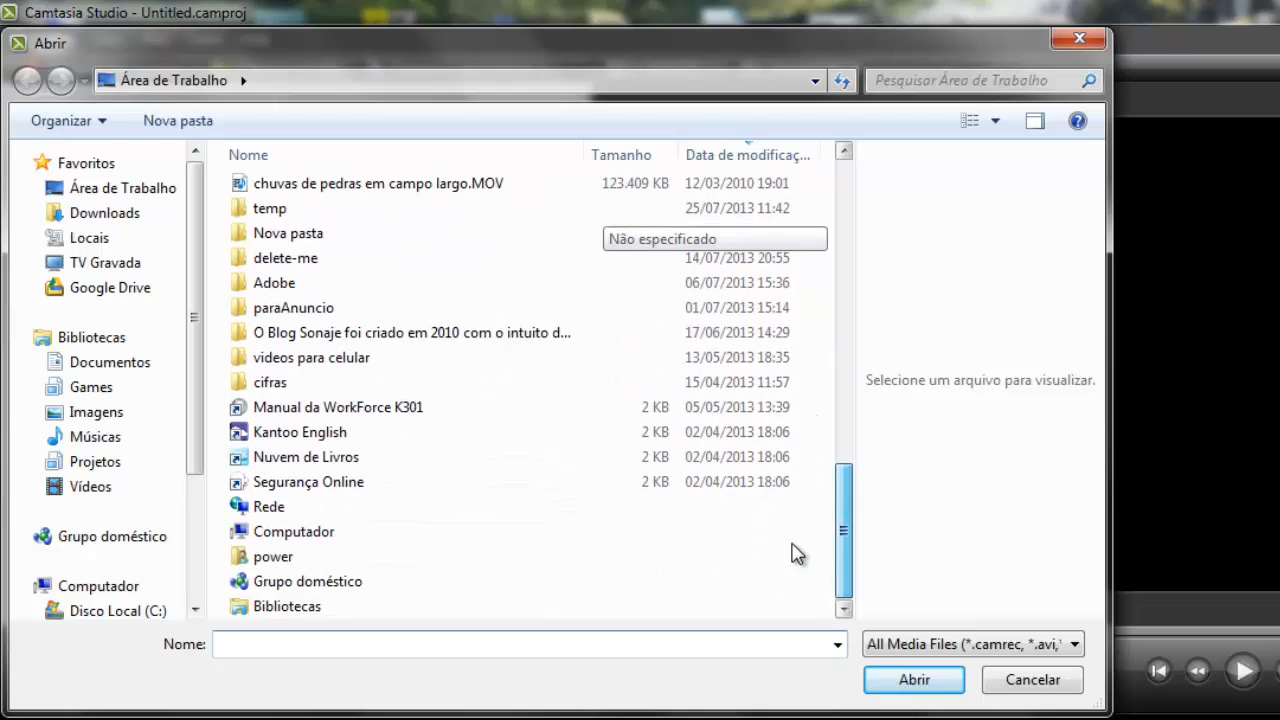 Camtasia Studio - Untitled.camproj
Abrir
Área de Trabalho
Pesquisar Área de Trabalho
Organizar
Nova pasta
Favoritos
Área de Trabalho
Downloads
Locais
TV Gravada
Google Drive
Bibliotecas
Documentos
Games
Imagens
Músicas
Projetos
Vídeos
Grupo doméstico
Computador
Disco Local (C:)
Nome Tamanho Data de modificaç...
chuvas de pedras em campo largo.MOV 123.409 KB 12/03/2010 19:01
temp 25/07/2013 11:42
Nova pasta
Não especificado
delete-me 14/07/2013 20:55
Adobe 06/07/2013 15:36
paraAnuncio 01/07/2013 15:14
O Blog Sonaje foi criado em 2010 com o intuito d... 17/06/2013 14:29
videos para celular 13/05/2013 18:35
cifras 15/04/2013 11:57
Manual da WorkForce K301 2 KB 05/05/2013 13:39
Kantoo English 2 KB 02/04/2013 18:06
Nuvem de Livros 2 KB 02/04/2013 18:06
Segurança Online 2 KB 02/04/2013 18:06
Rede
Computador
power
Grupo doméstico
Bibliotecas
Selecione um arquivo para visualizar.
Nome:
All Media Files (*.camrec, *.avi,
Abrir
Cancelar